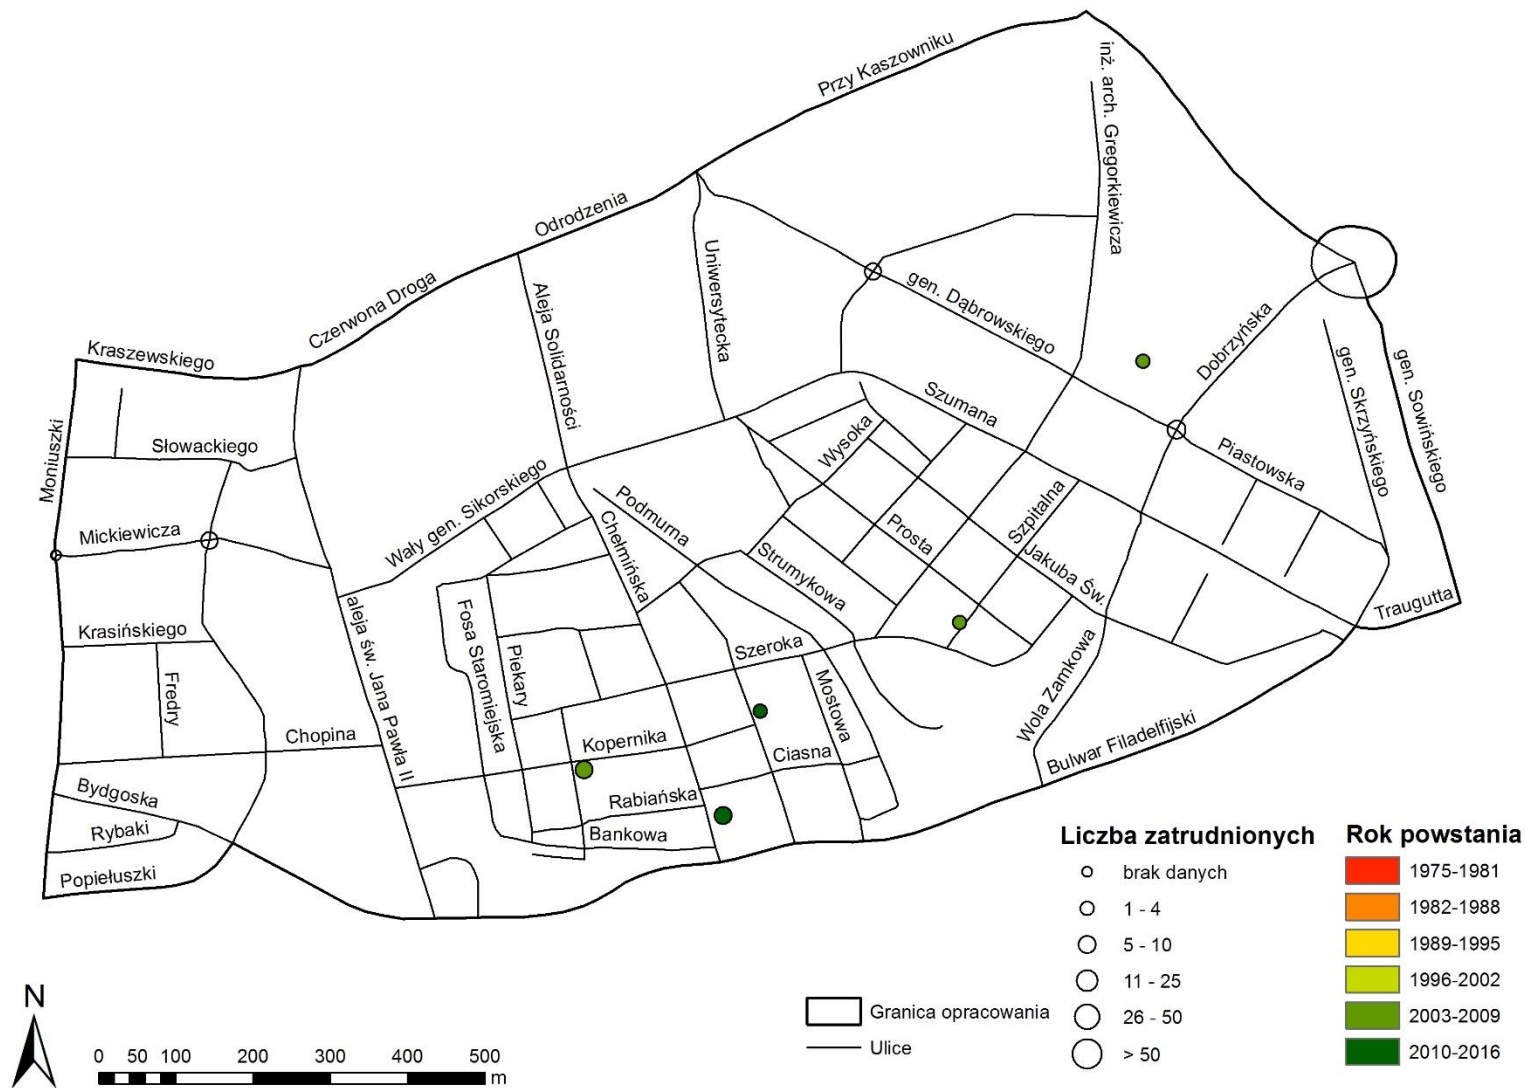 Przy Kaszowniku
inż. arch. Gregorkiewicza
Odrodzenia
Czerwona Droga
Uniwersytecka
Aleja Solidarności
gen. Dąbrowskiego
Dobrzyńska
gen. Skrzyńskiego
gen. Sowińskiego
Kraszewskiego
Moniuszki
Słowackiego
Mickiewicza
Wały gen. Sikorskiego
Szumana
Wysoka
Piastowska
Podmurna
Chełmińska
Prosta
Szpitalna
Jakuba Św.
Strumykowa
Traugutta
Krasińskiego
Fredry
aleja św. Jana Pawła II
Fosa Staromiejska
Piekary
Szeroka
Mostowa
Wola Zamkowa
Bulwar Filadelfijski
Chopina
Kopernika
Ciasna
Bydgoska
Rybaki
Rabiańska
Bankowa
Popiełuszki
Liczba zatrudnionych
brak danych
1 - 4
5 - 10
11 - 25
26 - 50
> 50
Rok powstania
1975-1981
1982-1988
1989-1995
1996-2002
2003-2009
2010-2016
Granica opracowania
Ulice
N
0 50 100 200 300 400 500
m